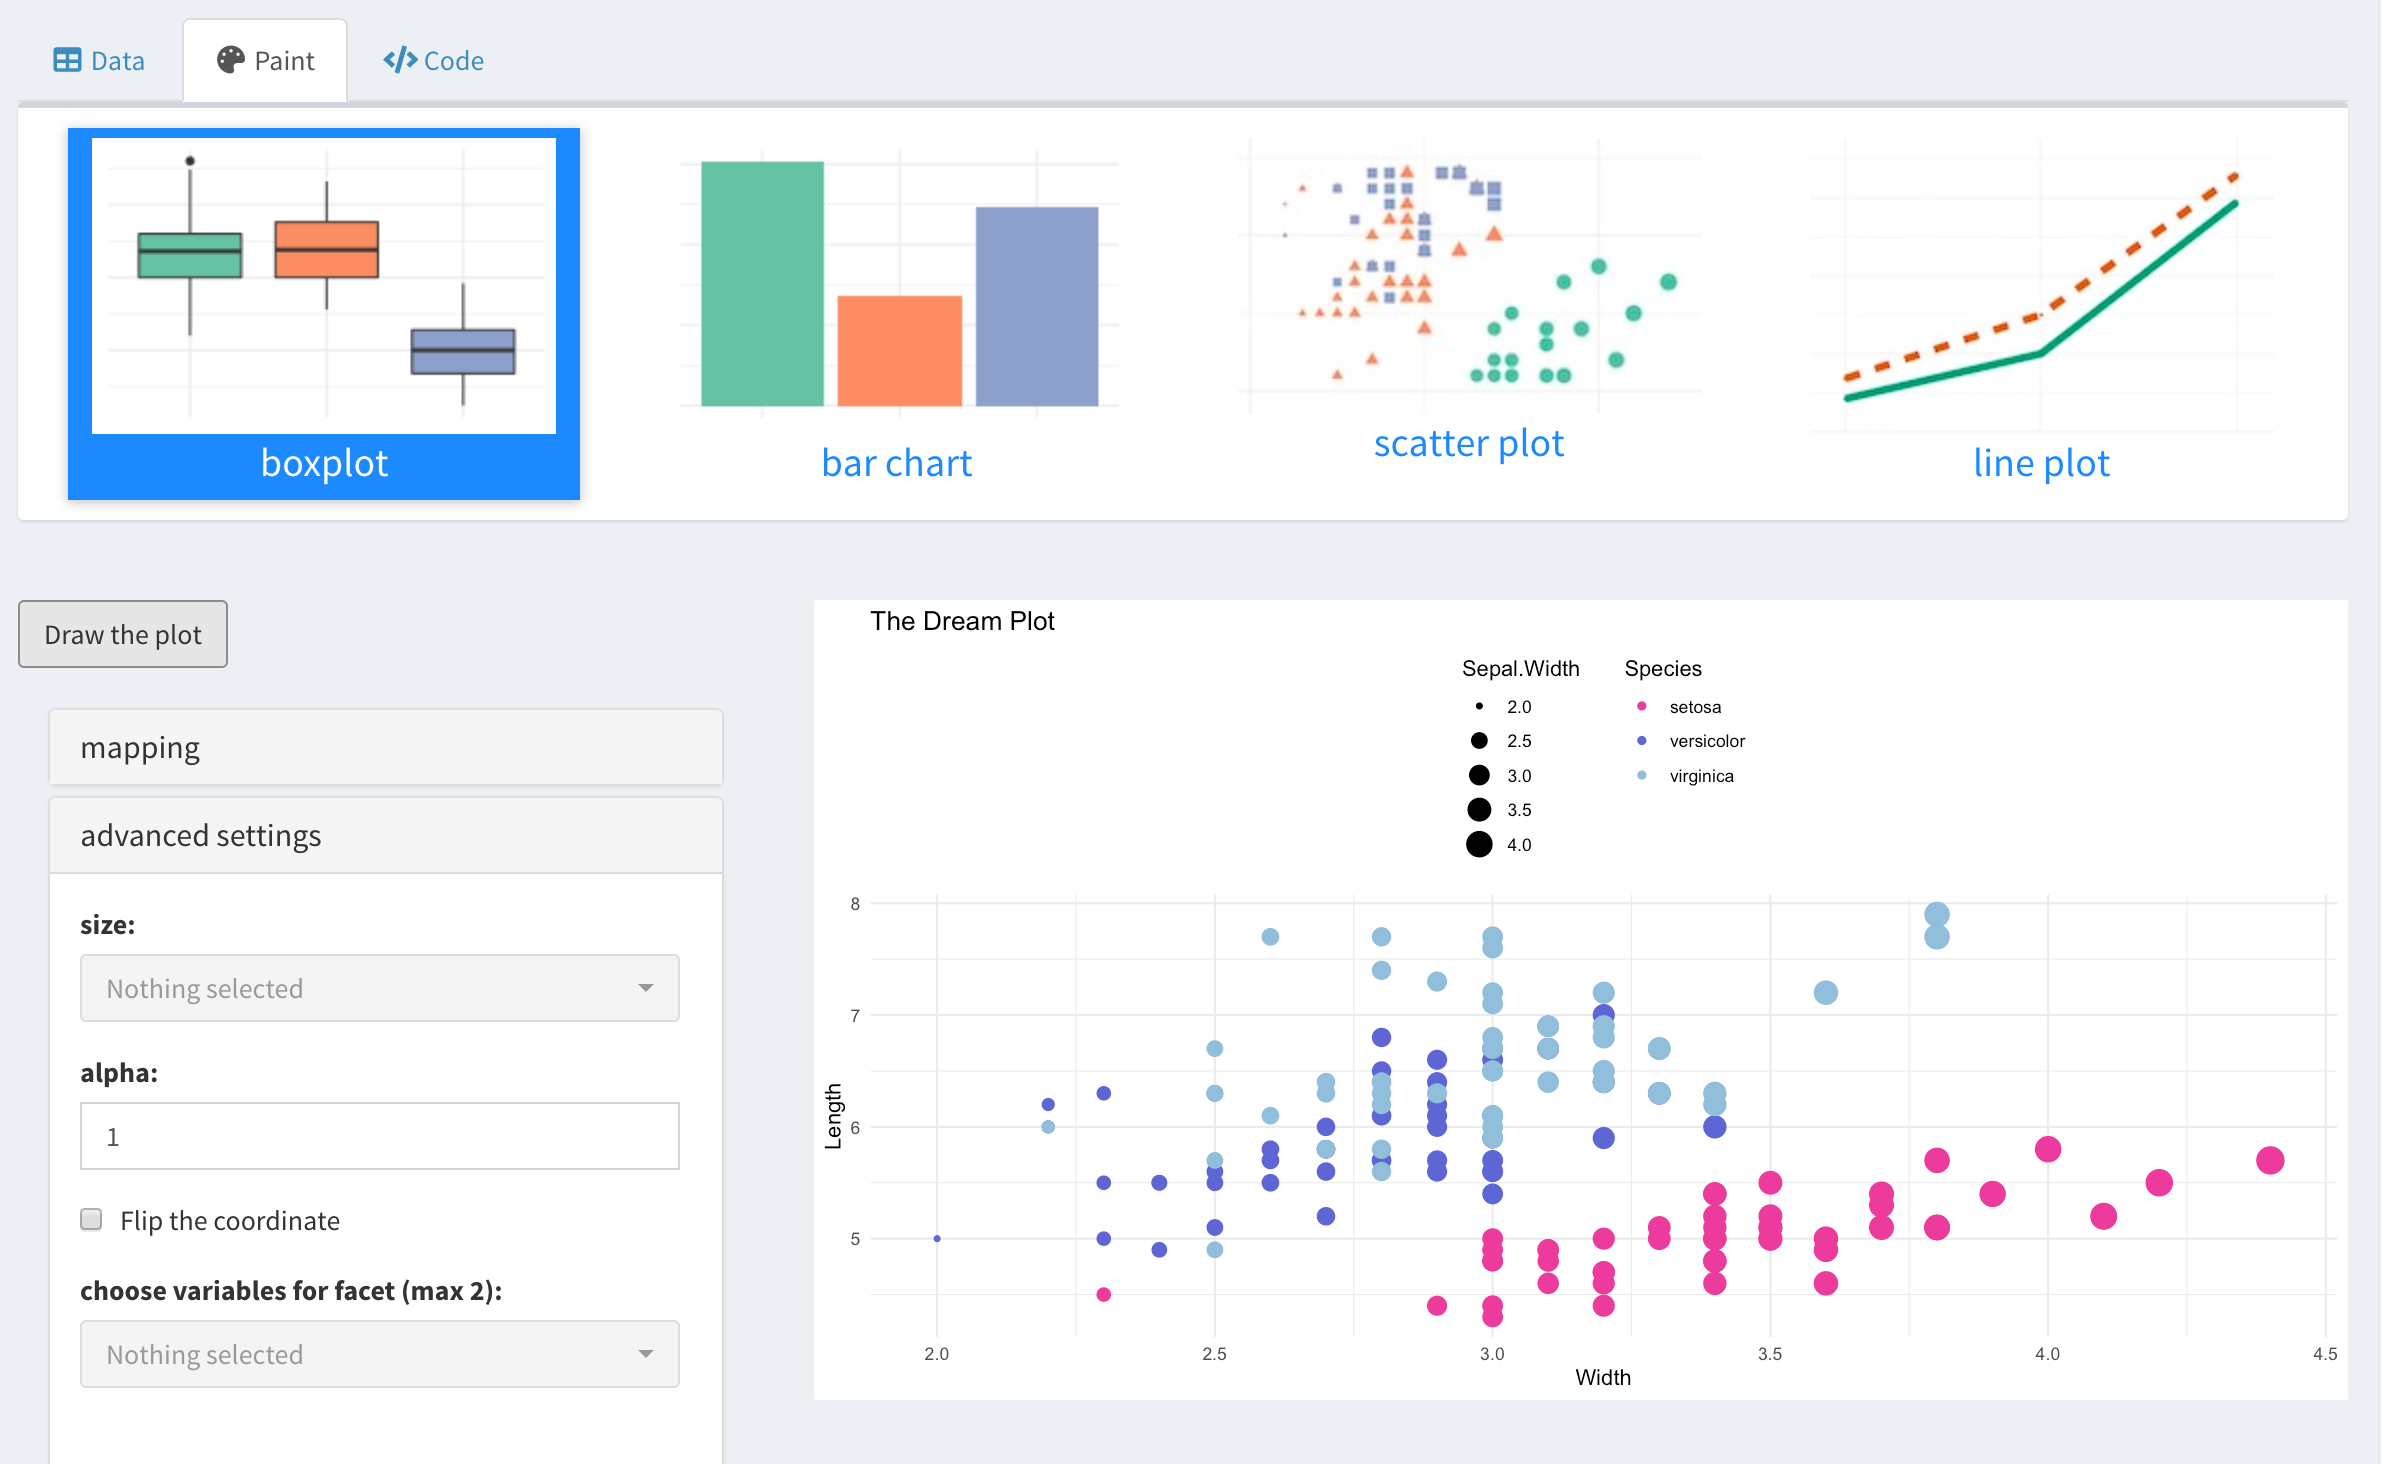 Data
Paint
Code
boxplot
bar chart
scatter plot
line plot
Draw the plot
mapping
advanced settings
size:
Nothing selected
alpha:
1
Flip the coordinate
choose variables for facet (max 2):
Nothing selected
The Dream Plot
Sepal.Width
2.0
2.5
3.0
3.5
4.0
Species
setosa
versicolor
virginica
Length
8
7
6
5
2.0 2.5 3.0 3.5 4.0 4.5
Width